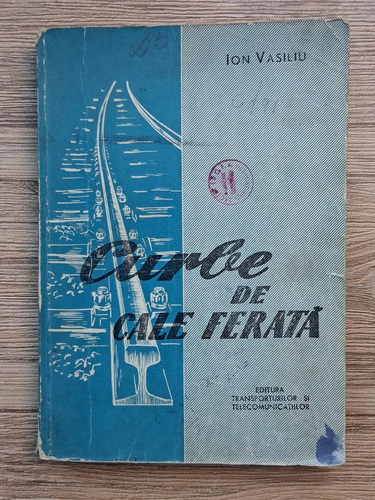 ION VASILIU
Curbe
DE
CALE FERATĂ
EDITURA
TRANSPORTURILOR ȘI
TELECOMUNICAȚIILOR